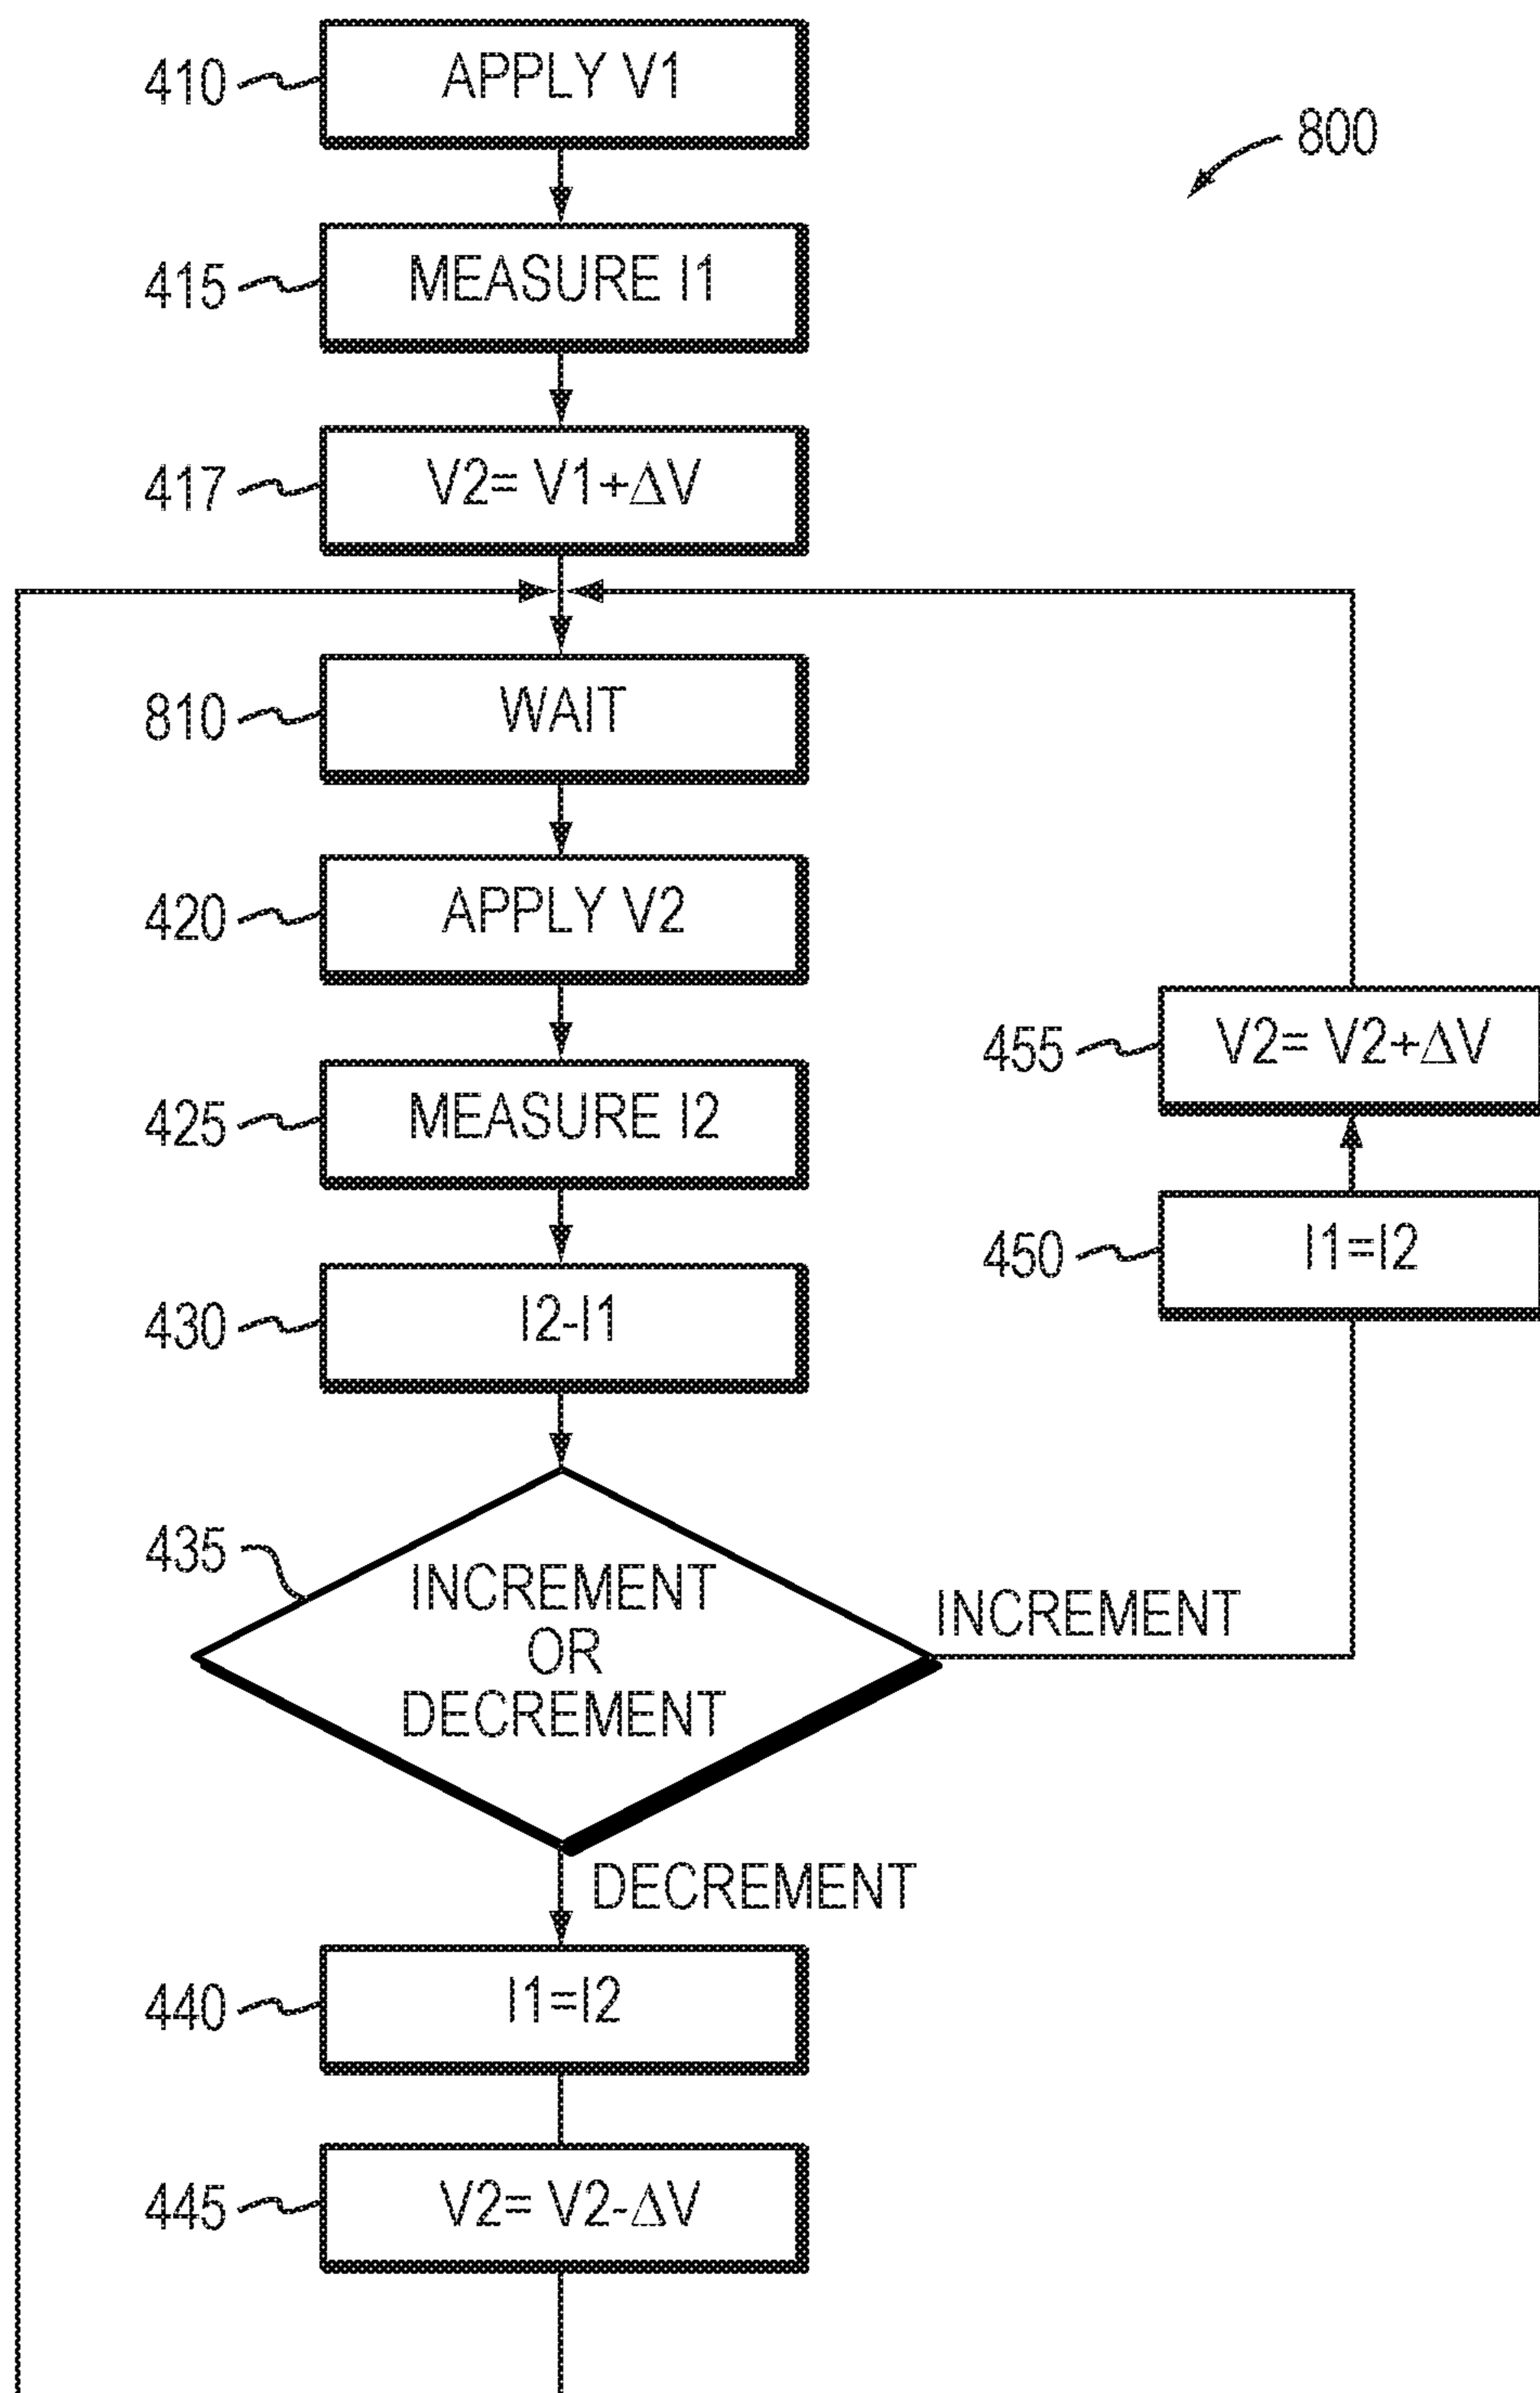 410
APPLY V1
800
415
MEASURE I1
417
V2= V1+ΔV
810
WAIT
420
APPLY V2
455
V2= V2+ΔV
425
MEASURE I2
450
I1=I2
430
I2-I1
435
INCREMENT
OR
DECREMENT
INCREMENT
DECREMENT
440
I1=I2
445
V2= V2-ΔV